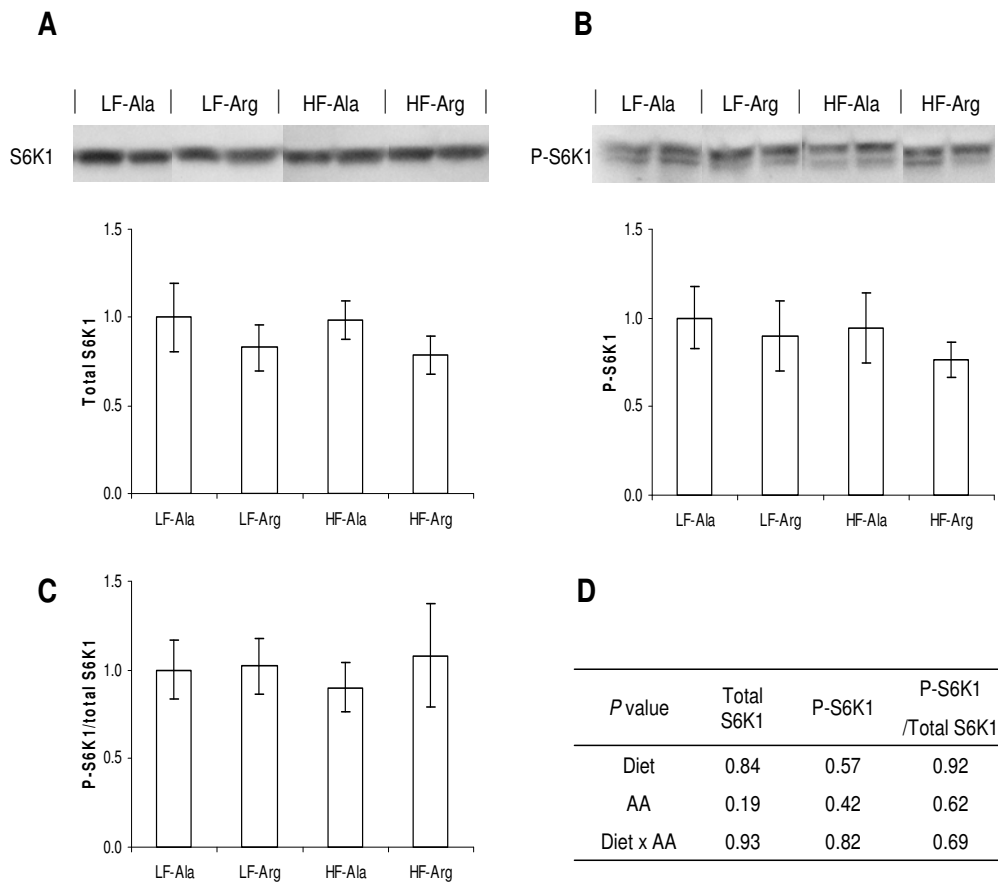 A
LF-Ala LF-Arg HF-Ala HF-Arg
S6K1
1.5
1.0
0.5
0.0
Total S6K1
LF-Ala LF-Arg HF-Ala HF-Arg
B
LF-Ala LF-Arg HF-Ala HF-Arg
P-S6K1
1.5
1.0
0.5
0.0
P-S6K1
LF-Ala LF-Arg HF-Ala HF-Arg
C
1.5
1.0
0.5
0.0
P-S6K1/total S6K1
LF-Ala LF-Arg HF-Ala HF-Arg
D
P value Total S6K1 P-S6K1 P-S6K1 /Total S6K1
Diet 0.84 0.57 0.92
AA 0.19 0.42 0.62
Diet x AA 0.93 0.82 0.69